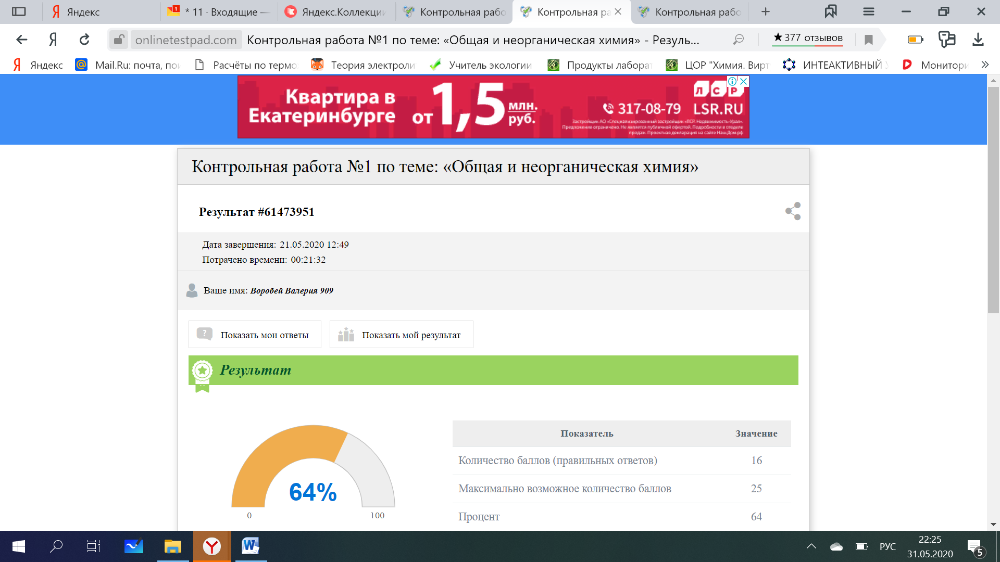 Яндекс
* 11 · Входящие —
Яндекс.Коллекции
Контрольная рабо
Контрольная ра
Контрольная рабо
Я
onlinetestpad.com
Контрольная работа №1 по теме: «Общая и неорганическая химия» - Резуль...
★377 отзывов
Яндекс
Mail.Ru: почта, пои
Расчёты по термо
Теория электроли
Учитель экологии
Продукты лаборат
ЦОР "Химия. Вирт
ИНТЕАКТИВНЫЙ
Монитори
Квартира в
Екатеринбурге
от 1,5 млн. руб.
317-08-79
ЛСР
LSR.RU
Застройщик АО «Специализированный застройщик «ЛСР. Недвижимость-Урал».
Предложение ограничено. Не является публичной офертой. Подробности в отделе
продаж. Проектная декларация на сайте Наш.Дом.рф
Контрольная работа №1 по теме: «Общая и неорганическая химия»
Результат #61473951
Дата завершения: 21.05.2020 12:49
Потрачено времени: 00:21:32
Ваше имя: Воробей Валерия 909
Показать мои ответы
Показать мой результат
Результат
64%
0
100
Показатель Значение
Количество баллов (правильных ответов) 16
Максимально возможное количество баллов 25
Процент 64
РУС
22:25
31.05.2020
5